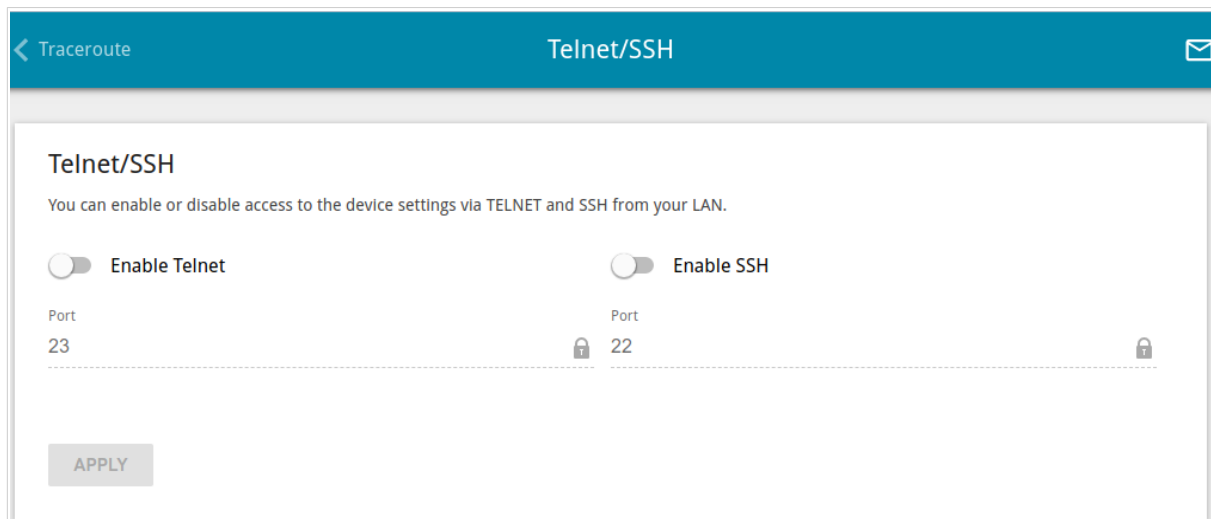 Traceroute
Telnet/SSH
Telnet/SSH
You can enable or disable access to the device settings via TELNET and SSH from your LAN.
Enable Telnet
Enable SSH
Port
Port
23
22
APPLY